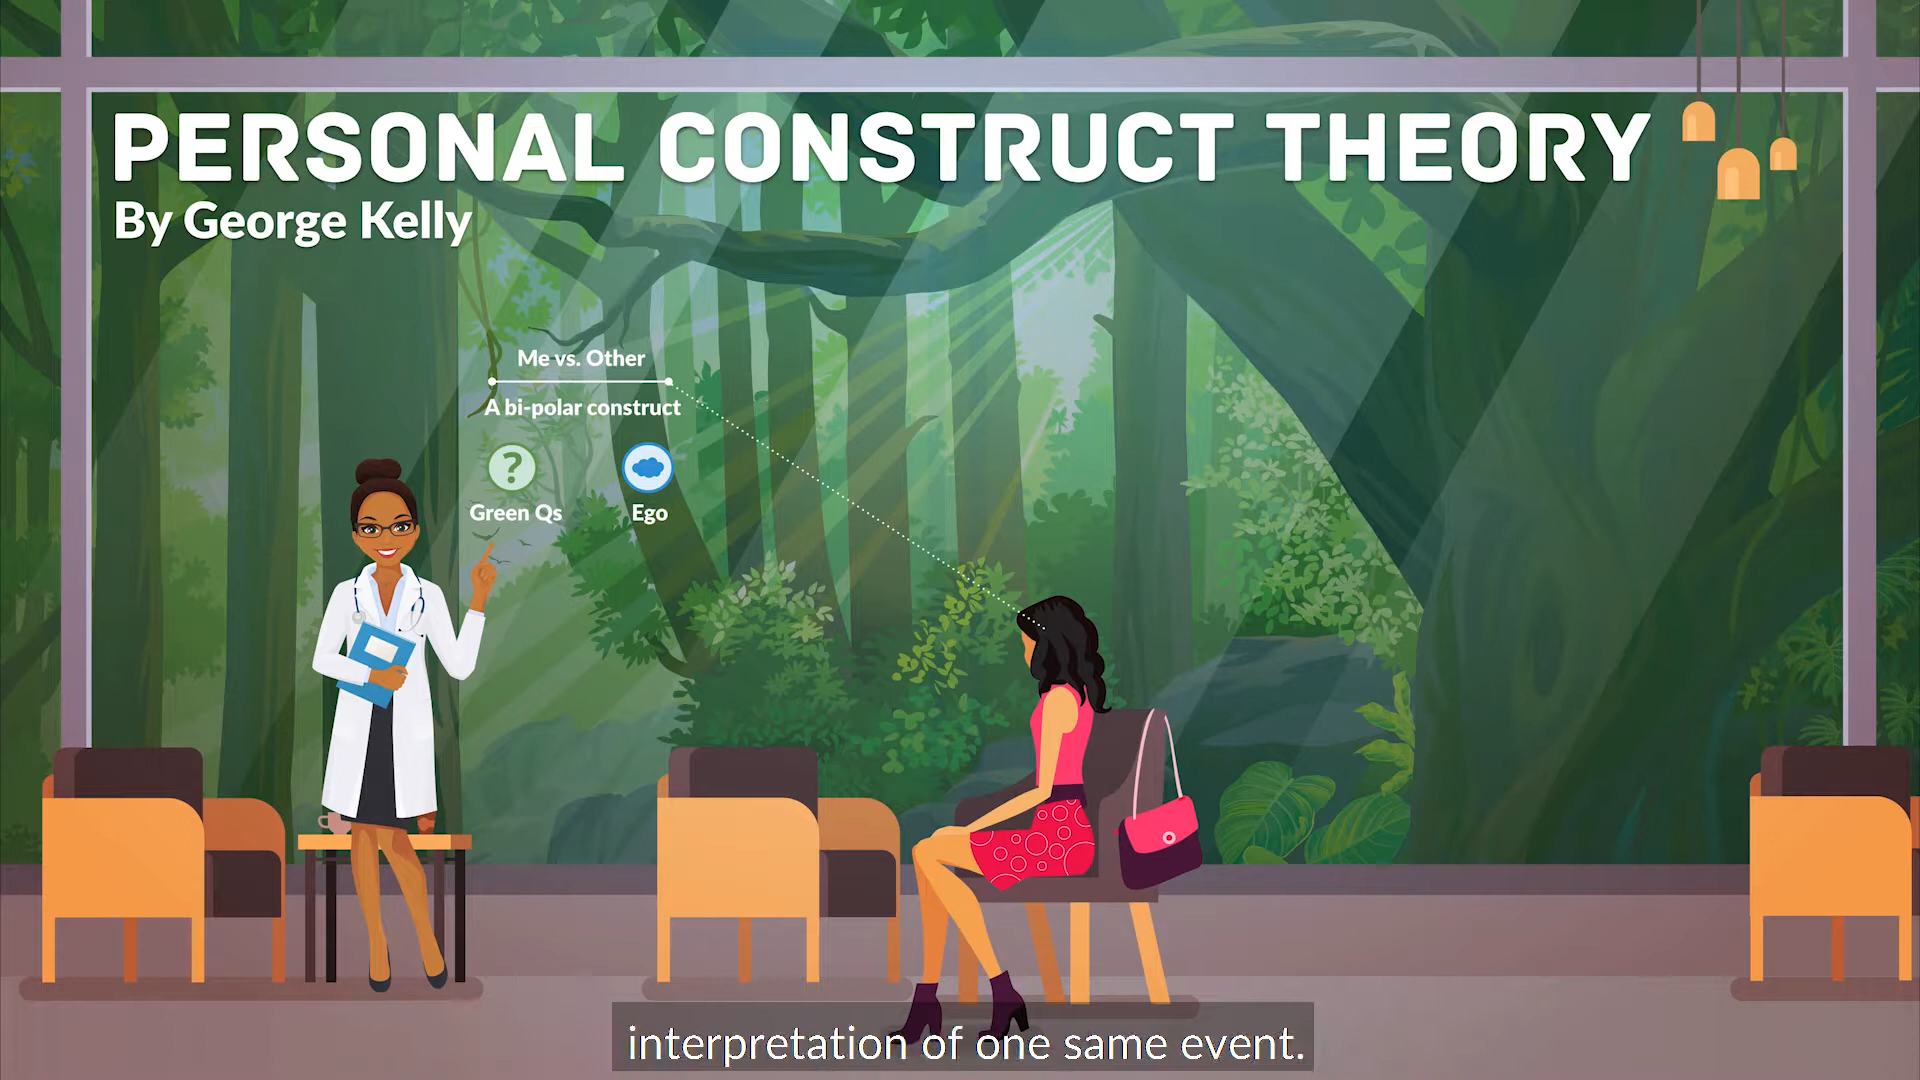 PERSONAL CONSTRUCT THEORY
By George Kelly
Me vs. Other
A bi-polar construct
?
Green Qs
Ego
interpretation of one same event.